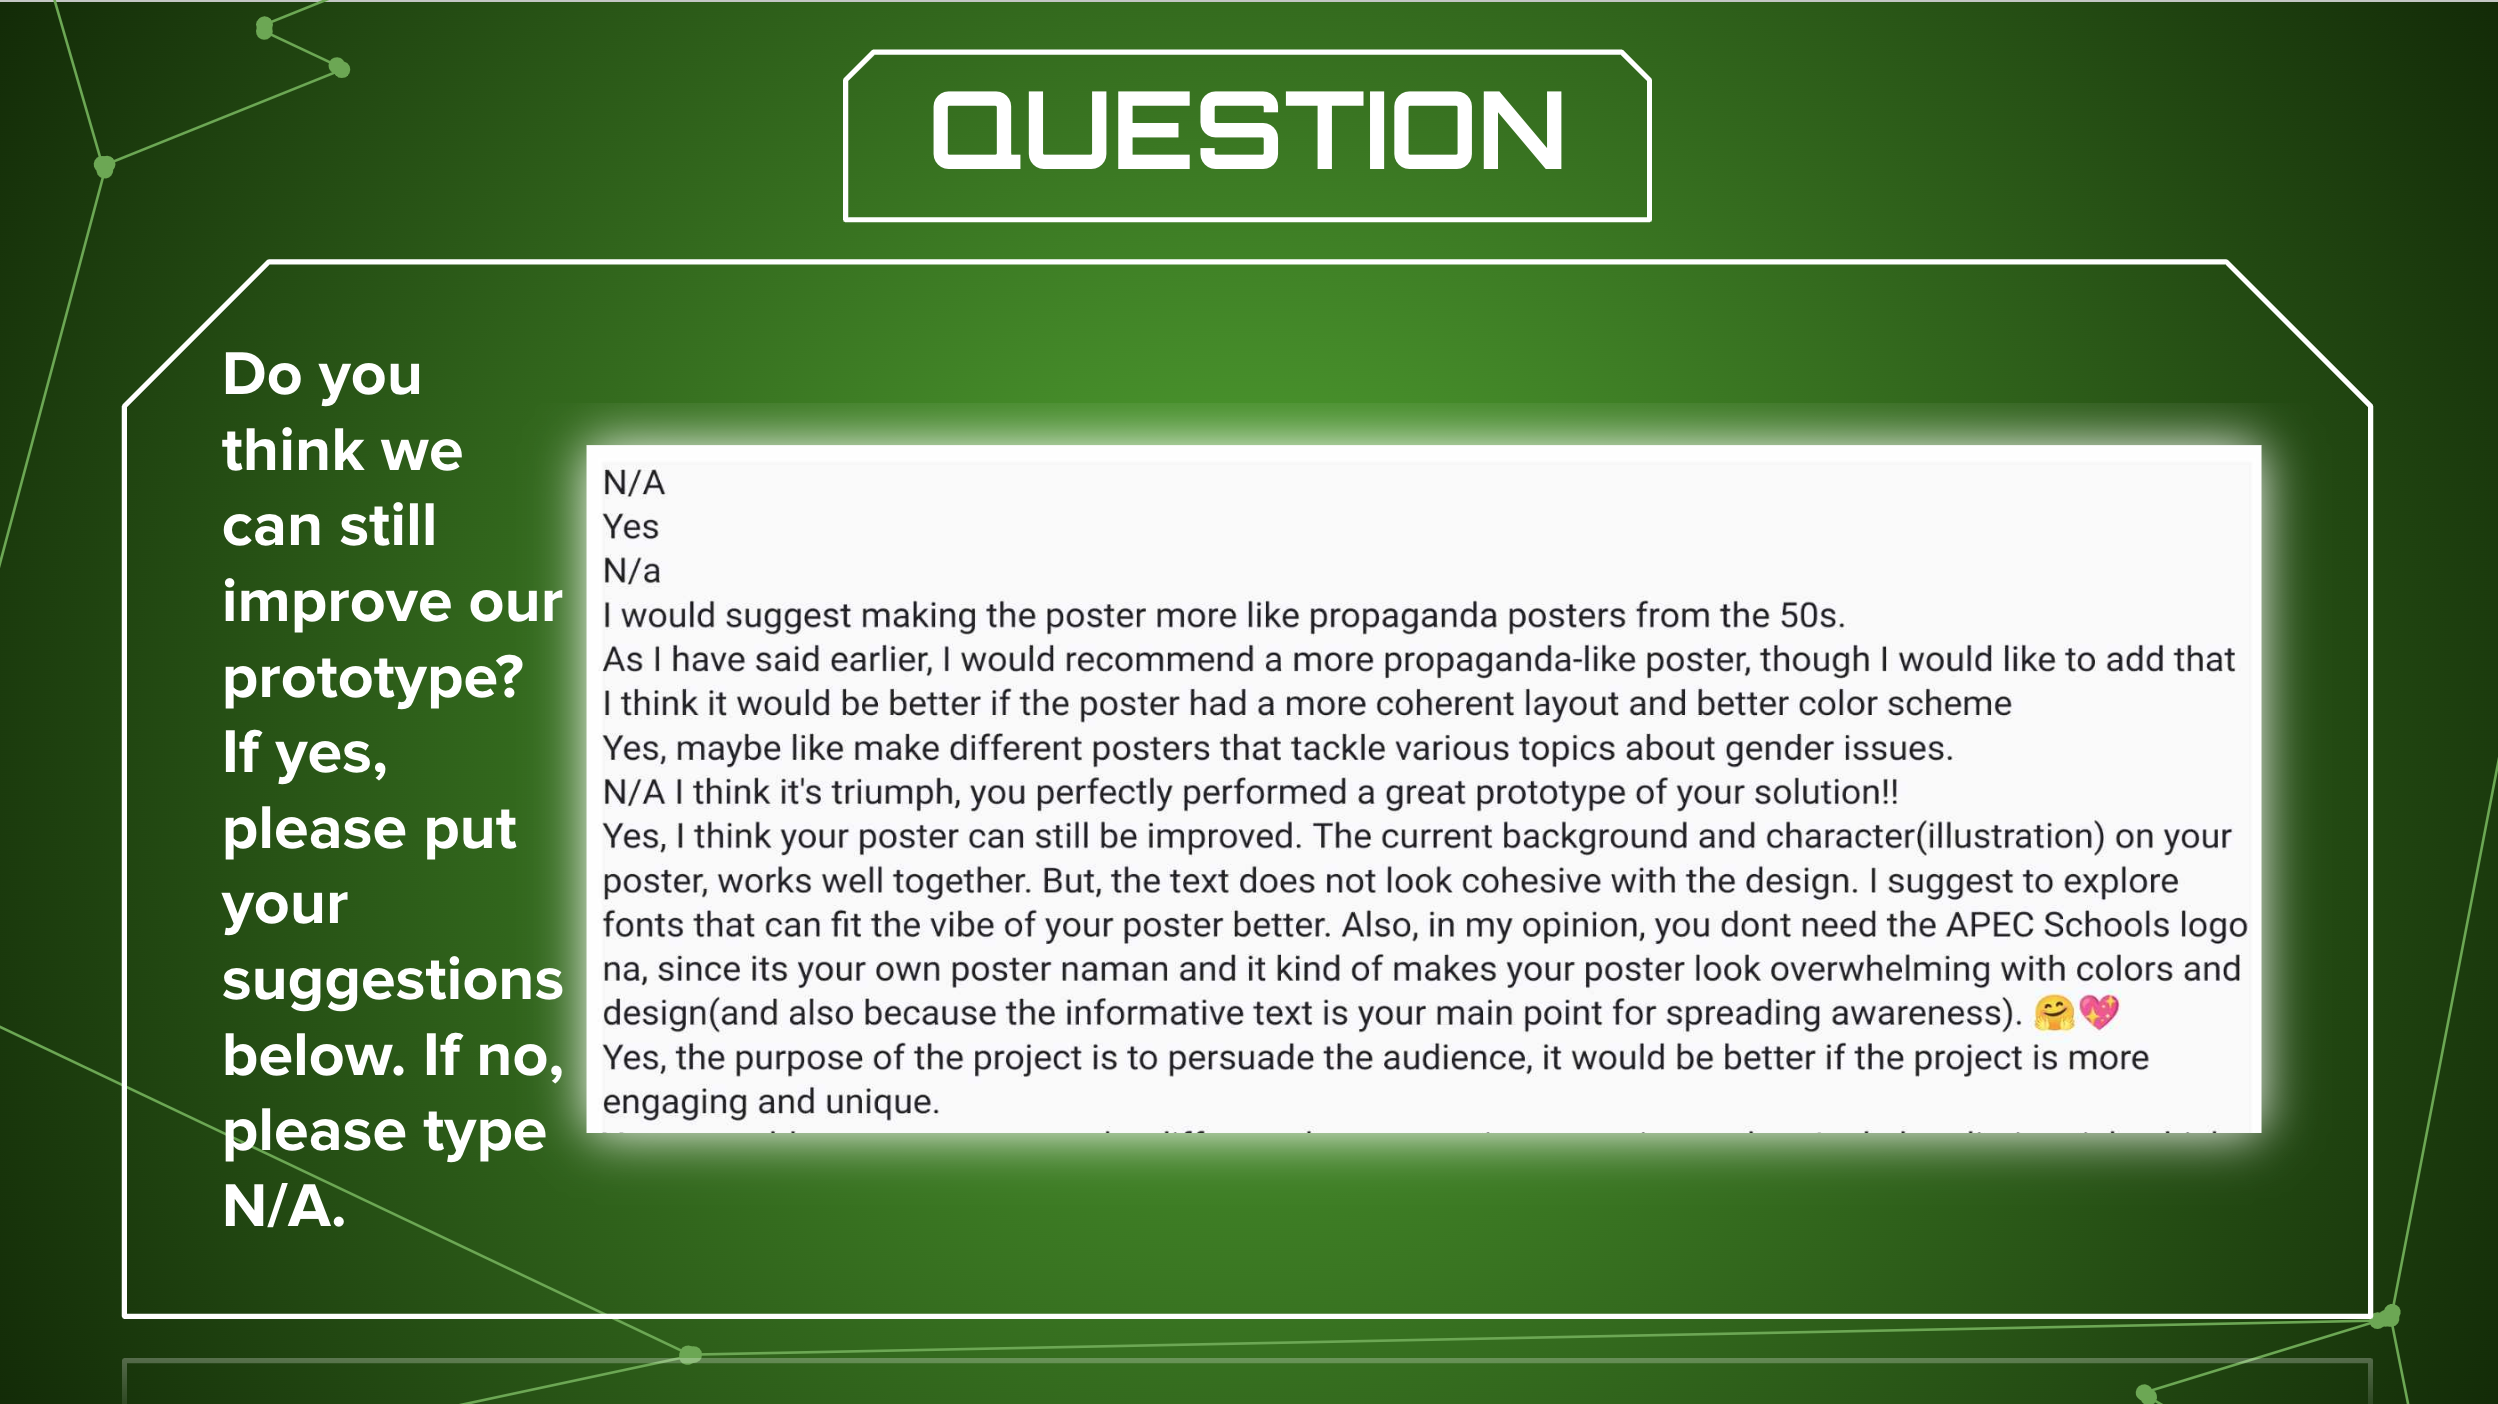 QUESTION
Do you
think we
can still
improve our
prototype?
If yes,
please put
your
suggestions
below. If no,
please type
N/A.
N/A
Yes
N/a
I would suggest making the poster more like propaganda posters from the 50s.
As I have said earlier, I would recommend a more propaganda-like poster, though I would like to add that
I think it would be better if the poster had a more coherent layout and better color scheme
Yes, maybe like make different posters that tackle various topics about gender issues.
N/A I think it's triumph, you perfectly performed a great prototype of your solution!!
Yes, I think your poster can still be improved. The current background and character(illustration) on your
poster, works well together. But, the text does not look cohesive with the design. I suggest to explore
fonts that can fit the vibe of your poster better. Also, in my opinion, you dont need the APEC Schools logo
na, since its your own poster naman and it kind of makes your poster look overwhelming with colors and
design(and also because the informative text is your main point for spreading awareness). 🤗💖
Yes, the purpose of the project is to persuade the audience, it would be better if the project is more
engaging and unique.